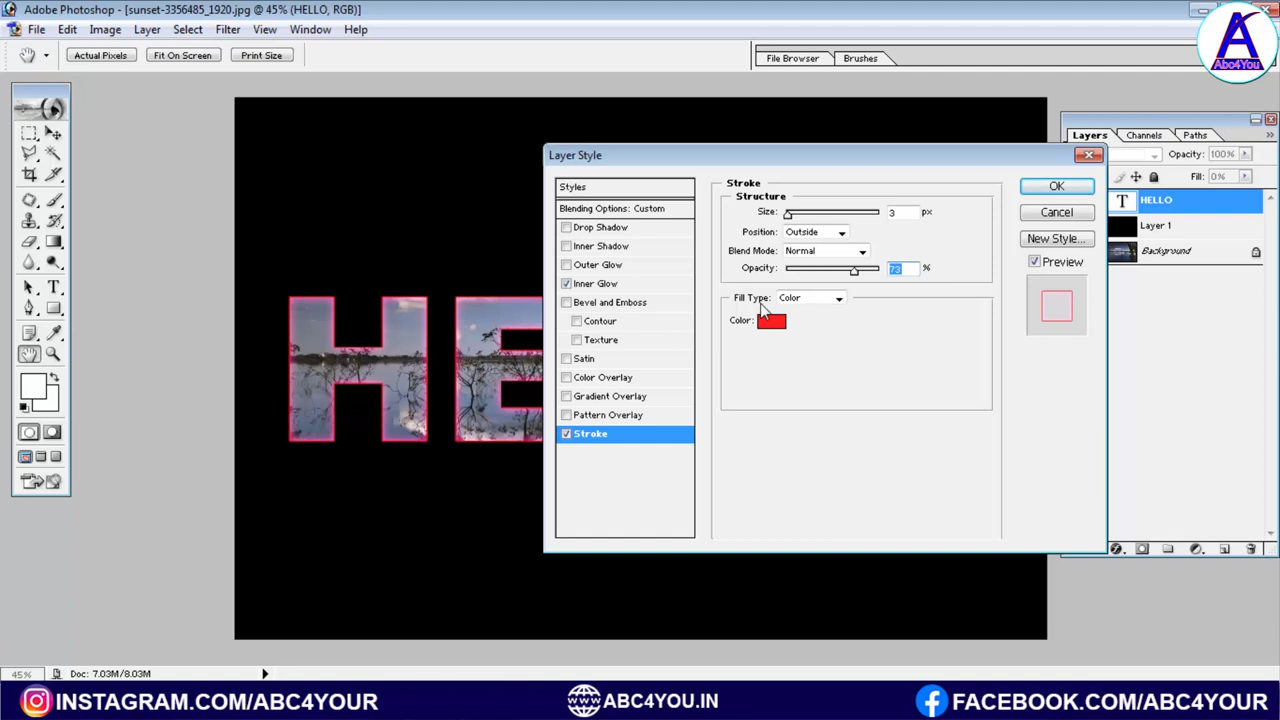 Adobe Photoshop - [sunset-3356485_1920.jpg @ 45% (HELLO, RGB)]
File Edit Image Layer Select Filter View Window Help
Actual Pixels Fit On Screen Print Size
File Browser Brushes
A
Abc4You
Layers Channels Paths
Opacity: 100%
Fill: 0%
T HELLO
Layer 1
Background
HE
Layer Style
Styles
Blending Options: Custom
Drop Shadow
Inner Shadow
Outer Glow
Inner Glow
Bevel and Emboss
Contour
Texture
Satin
Color Overlay
Gradient Overlay
Pattern Overlay
Stroke
Stroke
Structure
Size: 3 px
Position: Outside
Blend Mode: Normal
Opacity: 73 %
Fill Type: Color
Color:
OK
Cancel
New Style...
Preview
45% Doc: 7.03M/8.03M
INSTAGRAM.COM/ABC4YOUR
ABC4YOU.IN
FACEBOOK.COM/ABC4YOUR